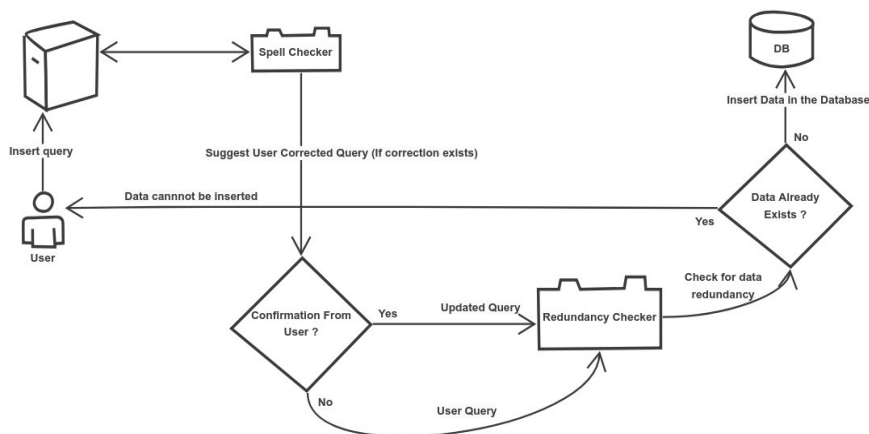 Spell Checker
DB
Insert Data in the Database
No
Insert query
Suggest User Corrected Query (If correction exists)
Data cannnot be inserted
Data Already
Exists ?
Yes
User
Check for data
redundancy
Confirmation From
User ?
Yes
Updated Query
Redundancy Checker
No
User Query